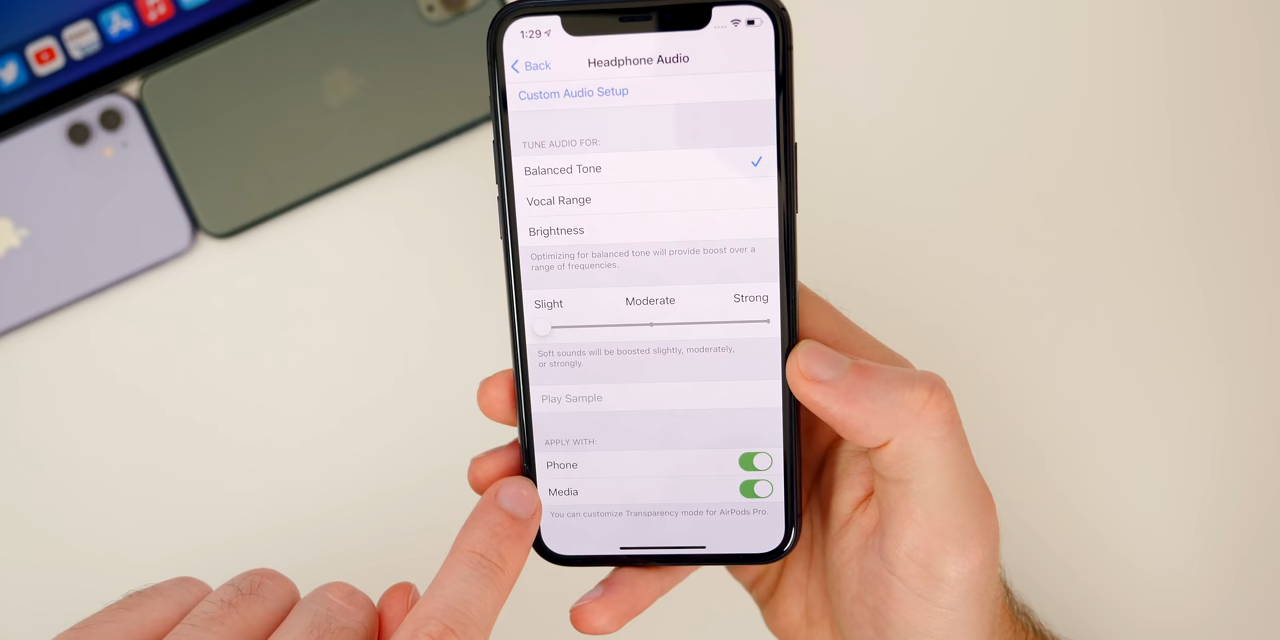 1:29
Back
Headphone Audio
Custom Audio Setup
TUNE AUDIO FOR:
Balanced Tone
Vocal Range
Brightness
Optimizing for balanced tone will provide boost over a
range of frequencies.
Slight Moderate Strong
Soft sounds will be boosted slightly, moderately,
or strongly.
Play Sample
APPLY WITH:
Phone
Media
You can customize Transparency mode for AirPods Pro.